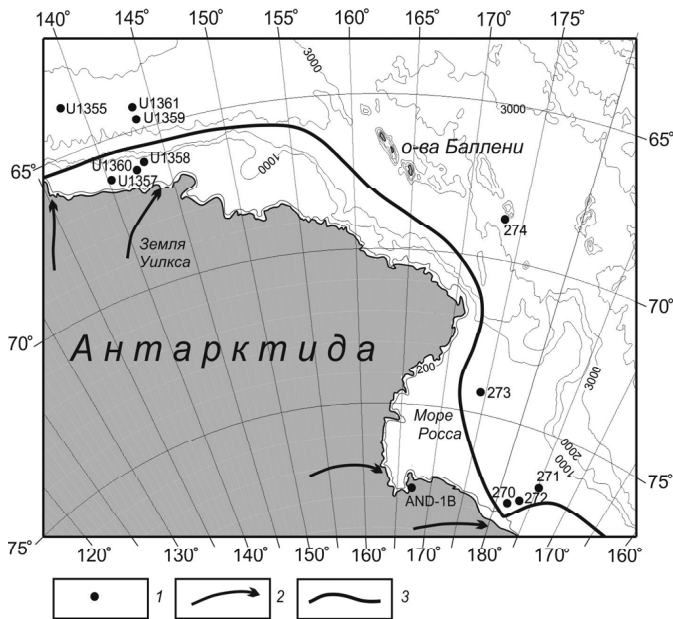 140° 145° 150° 155° 160° 165° 170° 175°
3000
U1355
U1361
U1359
3000
65°
о-ва Баллени
U1358
1000
U1360
65°
U1357
274
Земля
Уилкса
70°
Антарктида
70°
200
3000
273
Море
Росса
2000
1000
75°
271
270
272
AND-1B
75°
120° 130° 140° 150° 160° 170° 180° 170° 160°
1 2 3